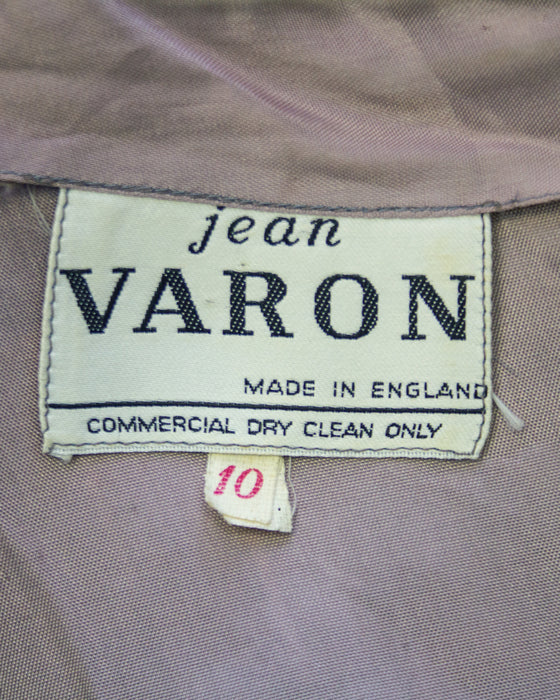 jean
VARON
MADE IN ENGLAND
COMMERCIAL DRY CLEAN ONLY
10